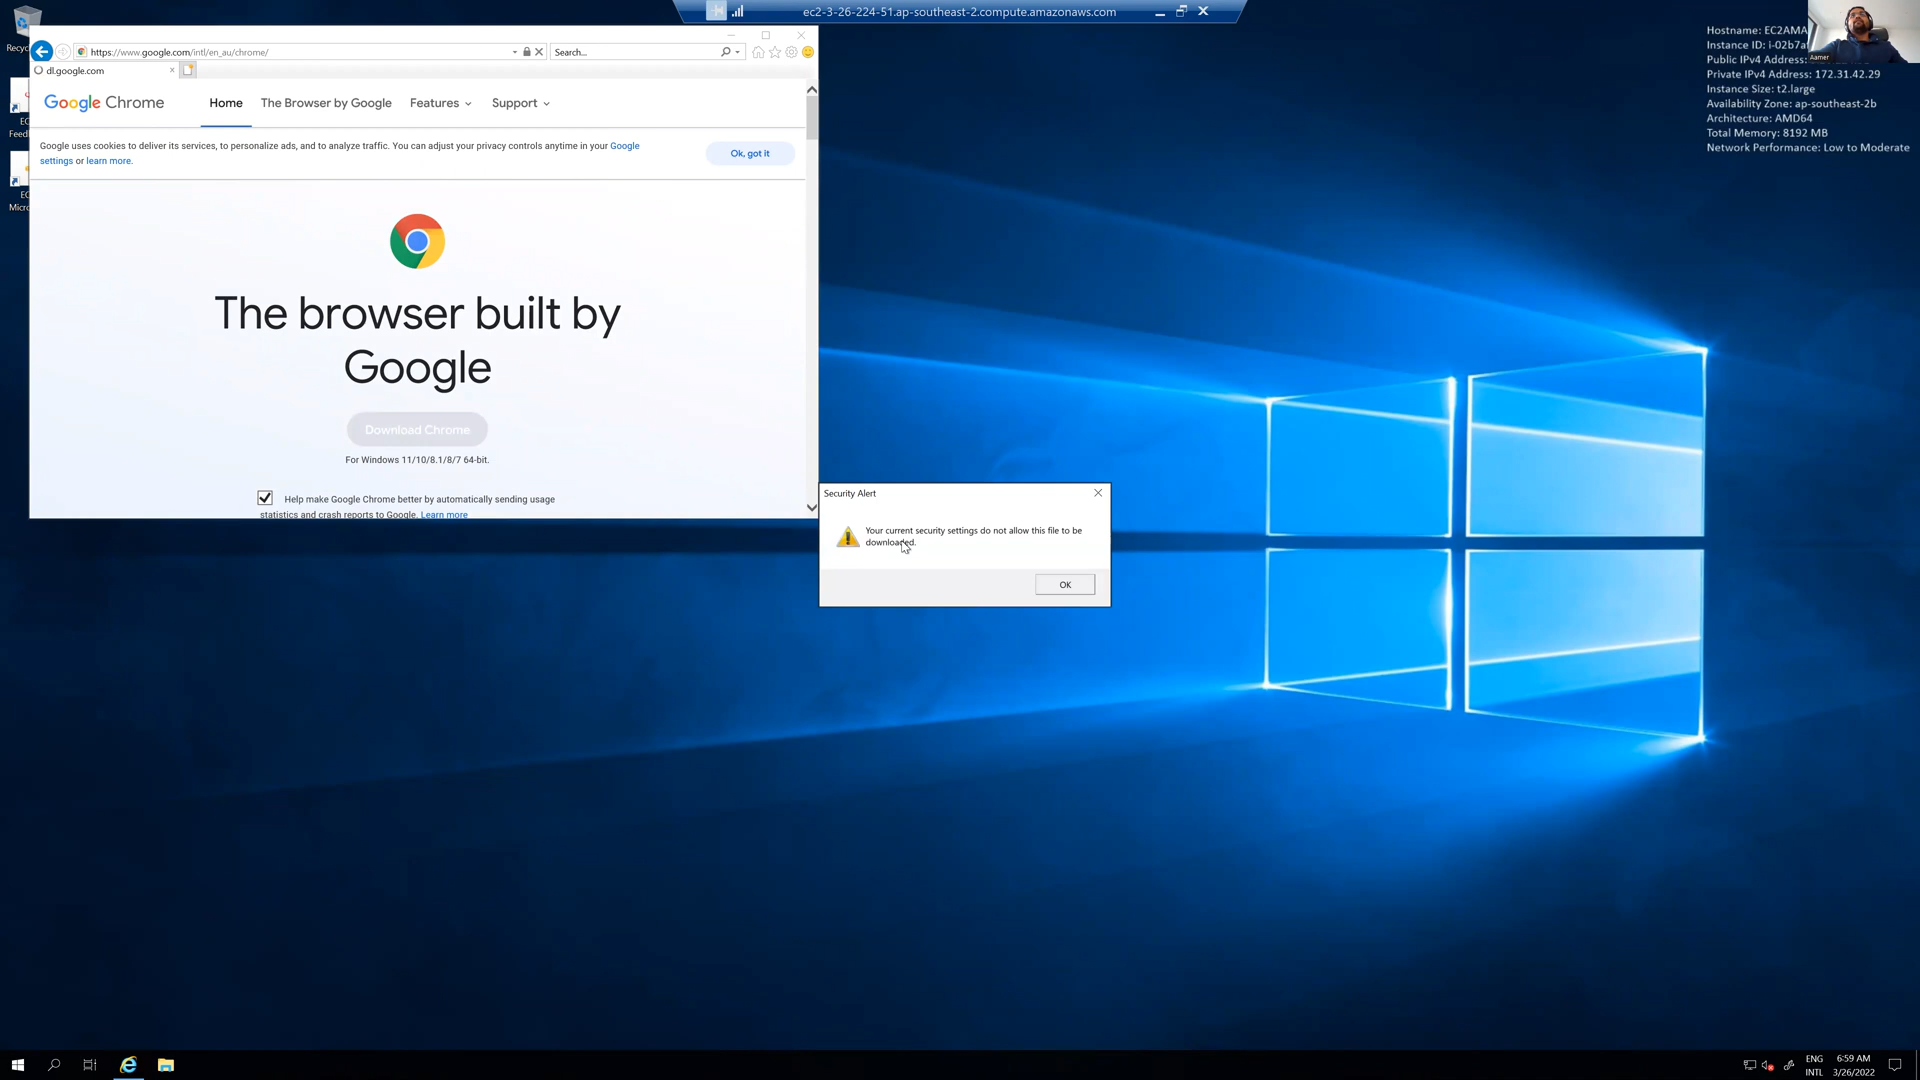 ec2-3-26-224-51.ap-southeast-2.compute.amazonaws.com
Hostname: EC2AMA
Instance ID: i-02b7a
Public IPv4 Address:
Private IPv4 Address: 172.31.42.29
Instance Size: t2.large
Availability Zone: ap-southeast-2b
Architecture: AMD64
Total Memory: 8192 MB
Network Performance: Low to Moderate
Aamer
Recyc
EC
Feed
EC
Micro
https://www.google.com/intl/en_au/chrome/
Search...
dl.google.com
Google Chrome
Home
The Browser by Google
Features
Support
Google uses cookies to deliver its services, to personalize ads, and to analyze traffic. You can adjust your privacy controls anytime in your Google
settings or learn more.
Ok, got it
The browser built by
Google
Download Chrome
For Windows 11/10/8.1/8/7 64-bit.
Help make Google Chrome better by automatically sending usage
statistics and crash reports to Google. Learn more
Security Alert
Your current security settings do not allow this file to be
downloaded.
OK
ENG
INTL
6:59 AM
3/26/2022